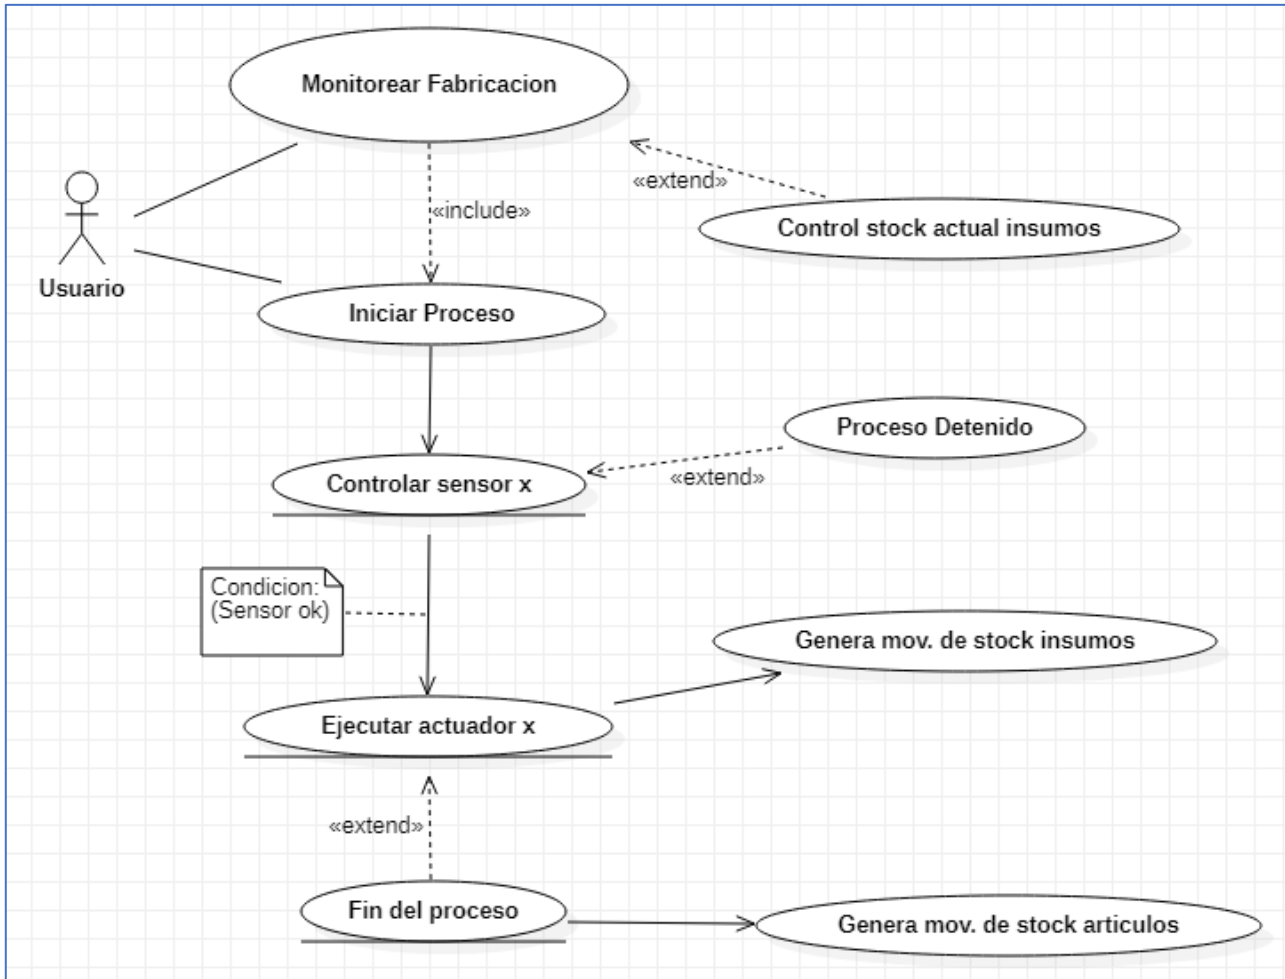 Monitorear Fabricacion
«extend»
«include»
Control stock actual insumos
Usuario
Iniciar Proceso
Proceso Detenido
«extend»
Controlar sensor x
Condicion:
(Sensor ok)
Genera mov. de stock insumos
Ejecutar actuador x
«extend»
Fin del proceso
Genera mov. de stock articulos